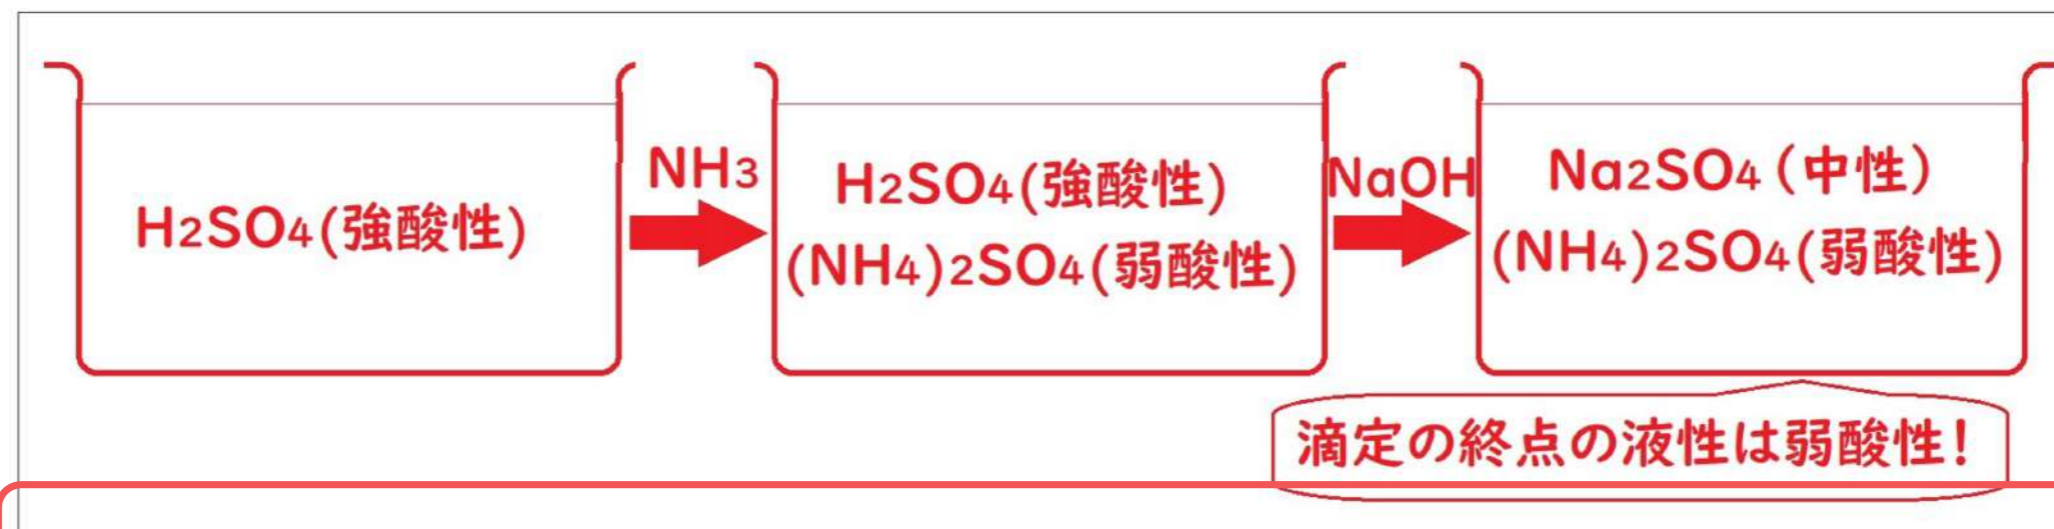 H2SO4(強酸性)
NH3
H2SO4(強酸性)
(NH4)2SO4(弱酸性)
NaOH
Na2SO4(中性)
(NH4)2SO4(弱酸性)
滴定の終点の液性は弱酸性!